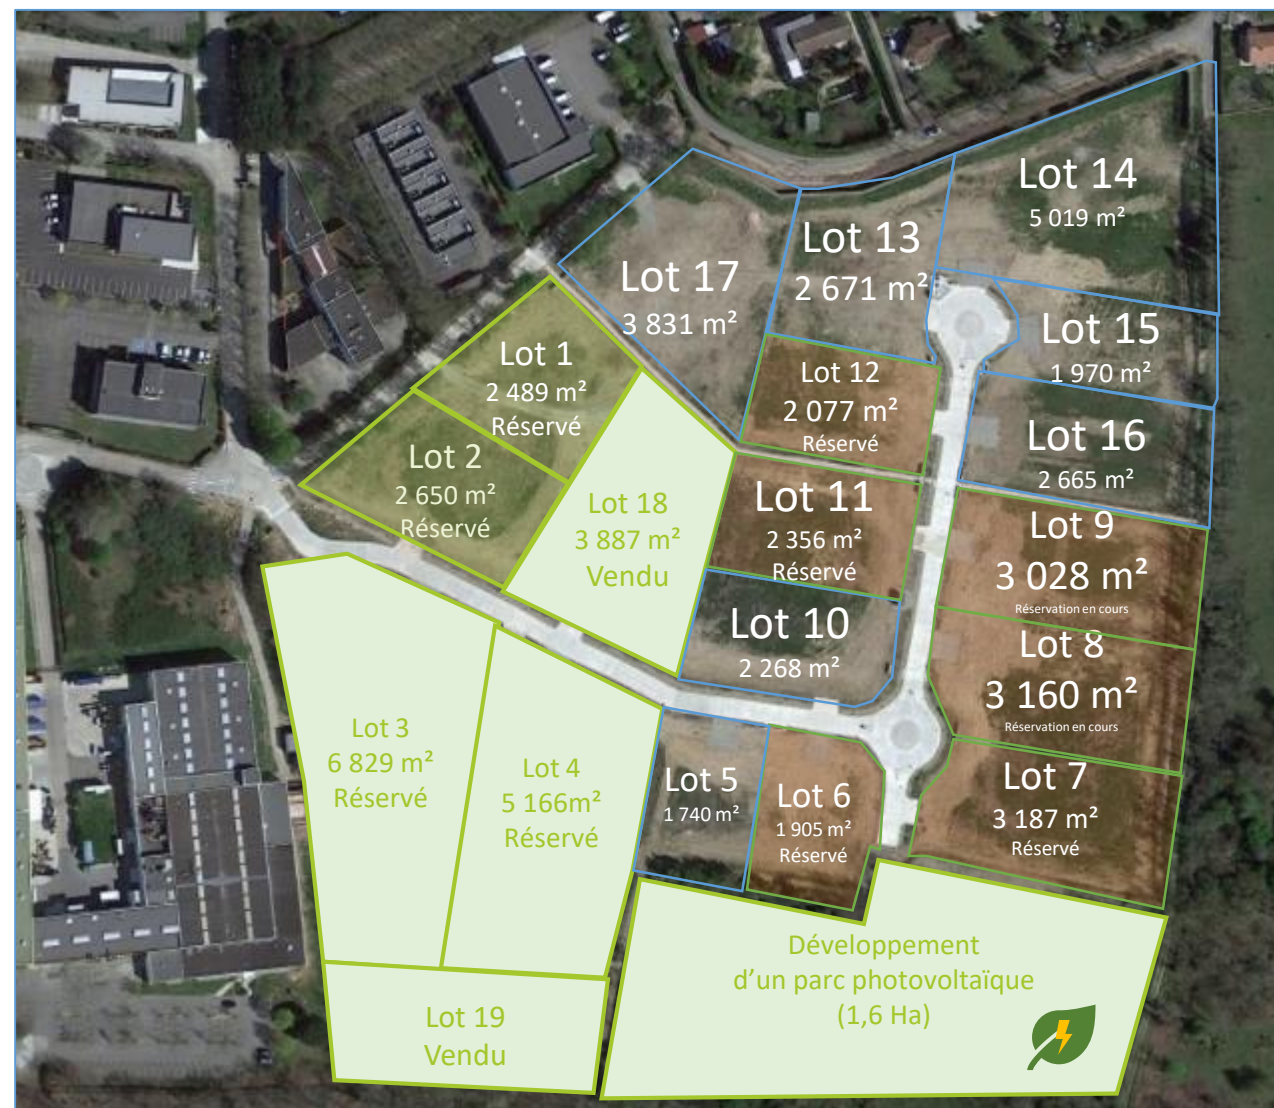 Lot 14
5 019 m²
Lot 13
2 671 m²
Lot 17
3 831 m²
Lot 15
1 970 m²
Lot 1
2 489 m²
Réservé
Lot 12
2 077 m²
Réservé
Lot 16
2 665 m²
Lot 2
2 650 m²
Réservé
Lot 18
3 887 m²
Vendu
Lot 11
2 356 m²
Réservé
Lot 9
3 028 m²
Réservation en cours
Lot 10
2 268 m²
Lot 8
3 160 m²
Réservation en cours
Lot 3
6 829 m²
Réservé
Lot 4
5 166m²
Réservé
Lot 5
1 740 m²
Lot 6
1 905 m²
Réservé
Lot 7
3 187 m²
Réservé
Développement
d’un parc photovoltaïque
(1,6 Ha)
Lot 19
Vendu